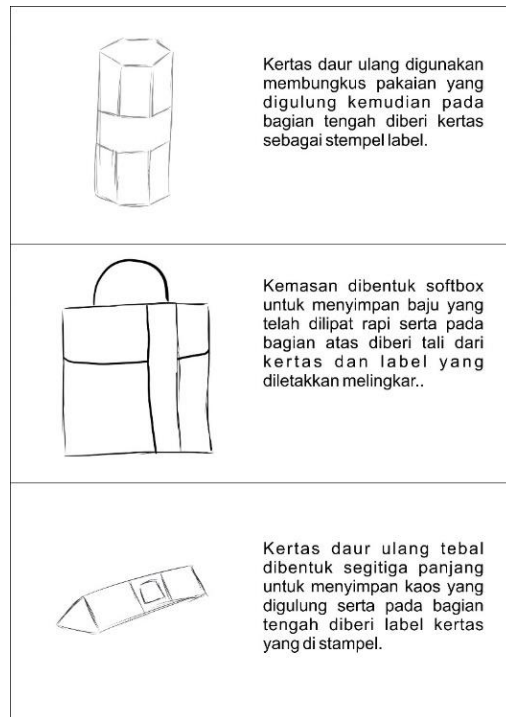 Kertas daur ulang digunakan
membungkus pakaian yang
digulung kemudian pada
bagian tengah diberi kertas
sebagai stempel label.
Kemasan dibentuk softbox
untuk menyimpan baju yang
telah dilipat rapi serta pada
bagian atas diberi tali dari
kertas dan label yang
diletakkan melingkar..
Kertas daur ulang tebal
dibentuk segitiga panjang
untuk menyimpan kaos yang
digulung serta pada bagian
tengah diberi label kertas
yang di stampel.